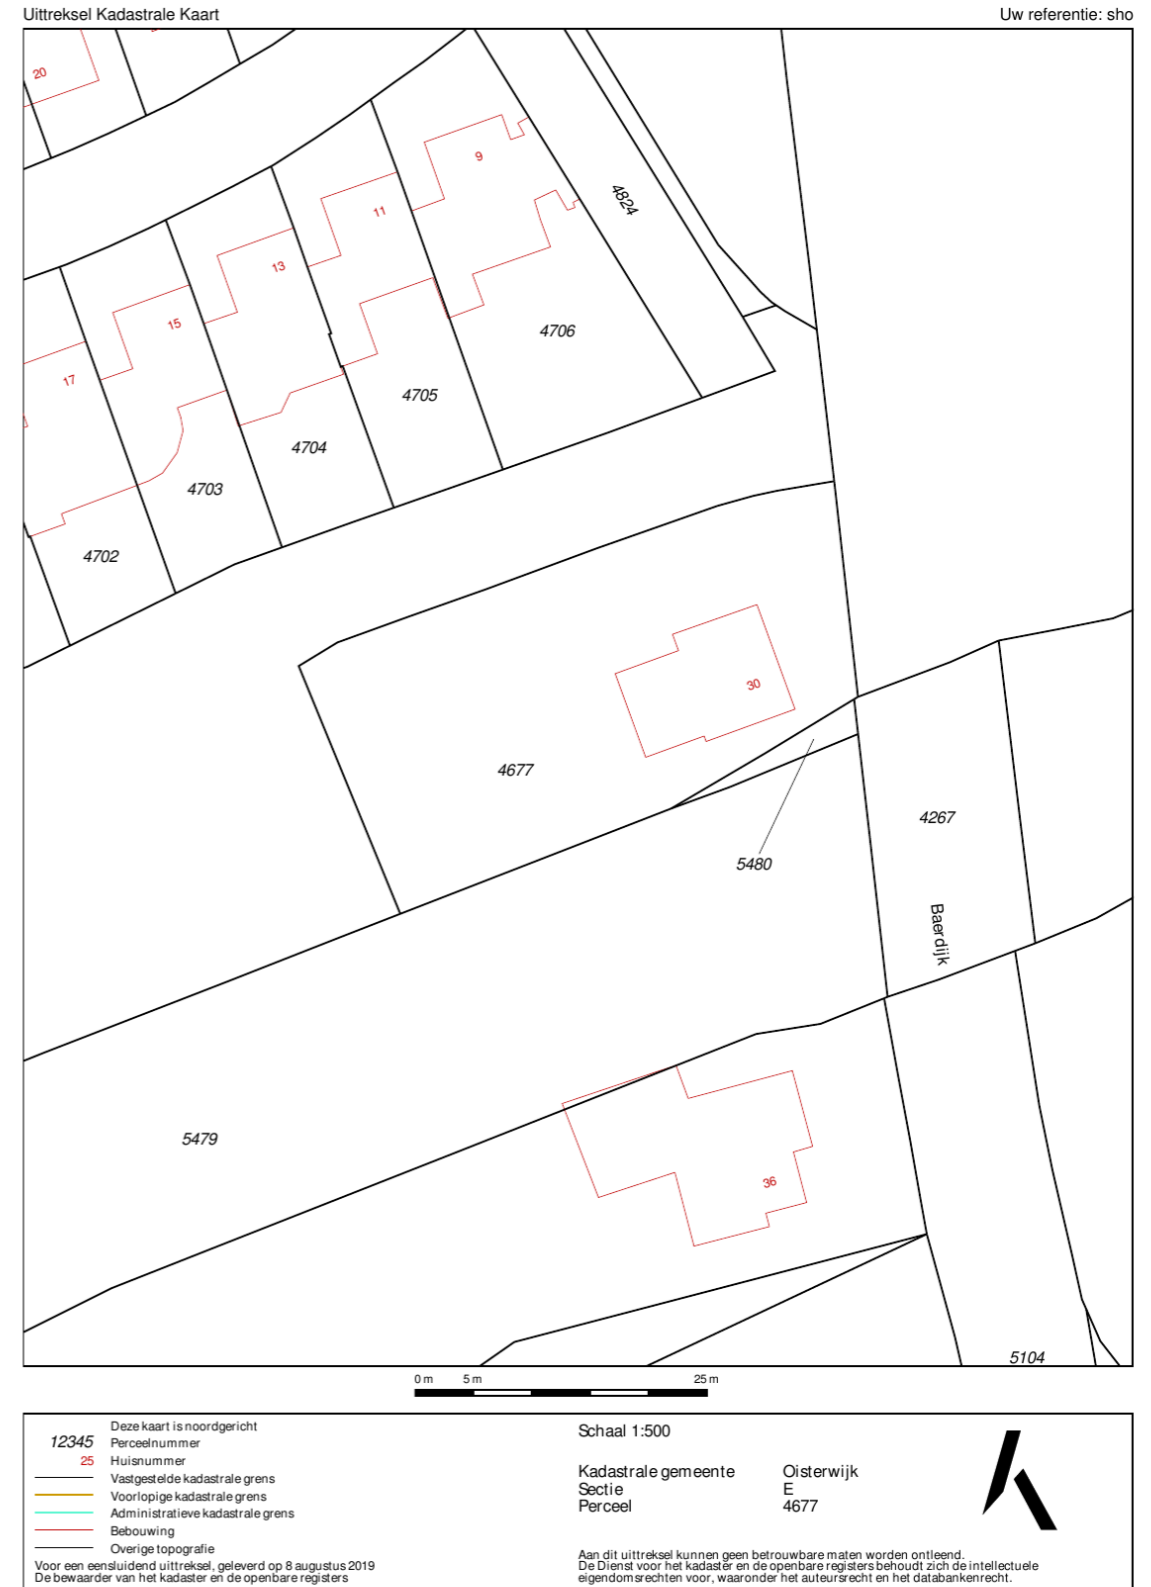 Uittreksel Kadastrale Kaart
Uw referentie: sho
20
9
4824
11
13
15
4706
17
4705
4704
4703
4702
30
4677
4267
5480
Baerdijk
5479
36
5104
0 m 5 m 25 m
Deze kaart is noordgericht
12345 Perceelnummer
25 Huisnummer
Vastgestelde kadastrale grens
Voorlopige kadastrale grens
Administratieve kadastrale grens
Bebouwing
Overige topografie
Voor een eensluidend uittreksel, geleverd op 8 augustus 2019
De bewaarder van het kadaster en de openbare registers
Schaal 1:500
Kadastrale gemeente Oisterwijk
Sectie E
Perceel 4677
Aan dit uittreksel kunnen geen betrouwbare maten worden ontleend.
De Dienst voor het kadaster en de openbare registers behoudt zich de intellectuele
eigendomsrechten voor, waaronder het auteursrecht en het databankenrecht.